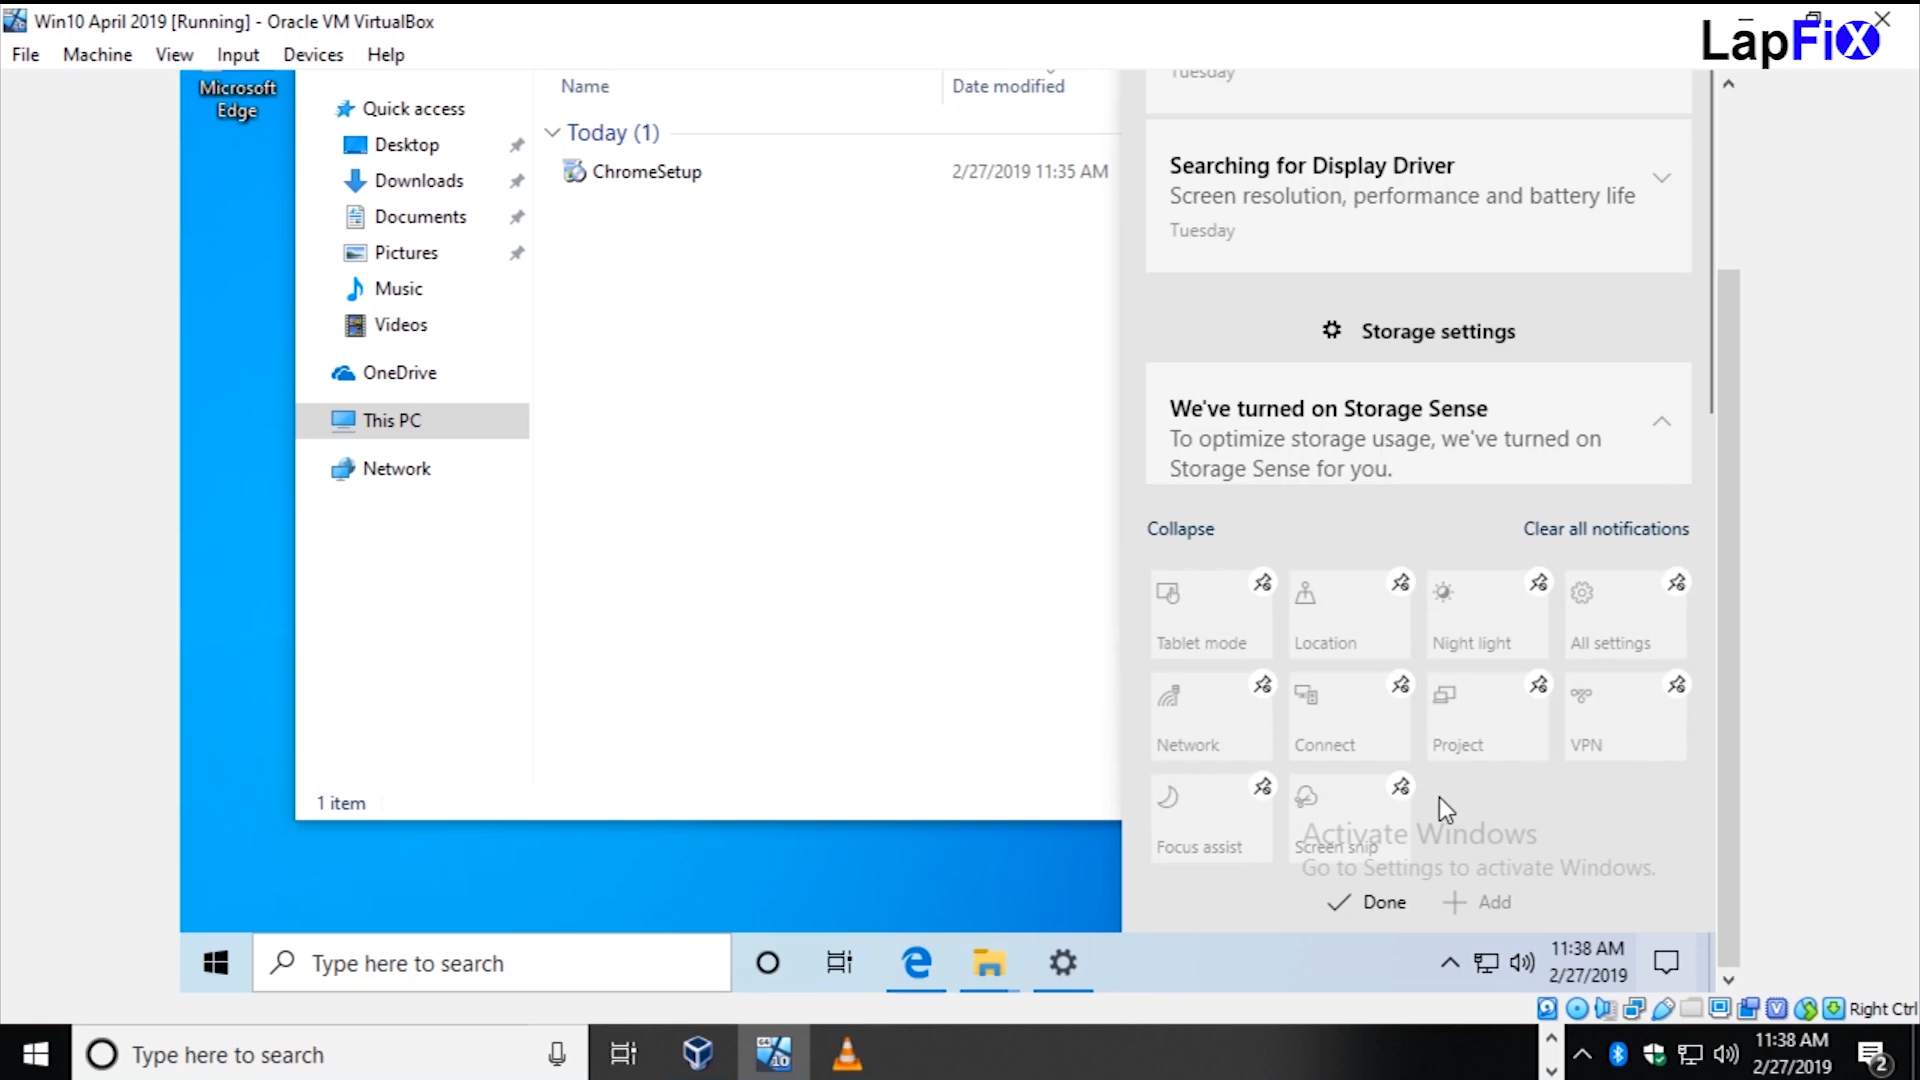 Win10 April 2019 [Running] - Oracle VM VirtualBox
LapFiX
File Machine View Input Devices Help
Microsoft
Edge
Quick access
Desktop
Downloads
Documents
Pictures
Music
Videos
OneDrive
This PC
Network
Name Date modified
Today (1)
ChromeSetup 2/27/2019 11:35 AM
1 item
Tuesday
Searching for Display Driver
Screen resolution, performance and battery life
Tuesday
Storage settings
We've turned on Storage Sense
To optimize storage usage, we've turned on
Storage Sense for you.
Collapse Clear all notifications
Tablet mode Location Night light All settings
Network Connect Project VPN
Focus assist Screen snip
Activate Windows
Go to Settings to activate Windows.
Done Add
Type here to search
11:38 AM
2/27/2019
Right Ctrl
Type here to search
64
10
11:38 AM
2/27/2019
2